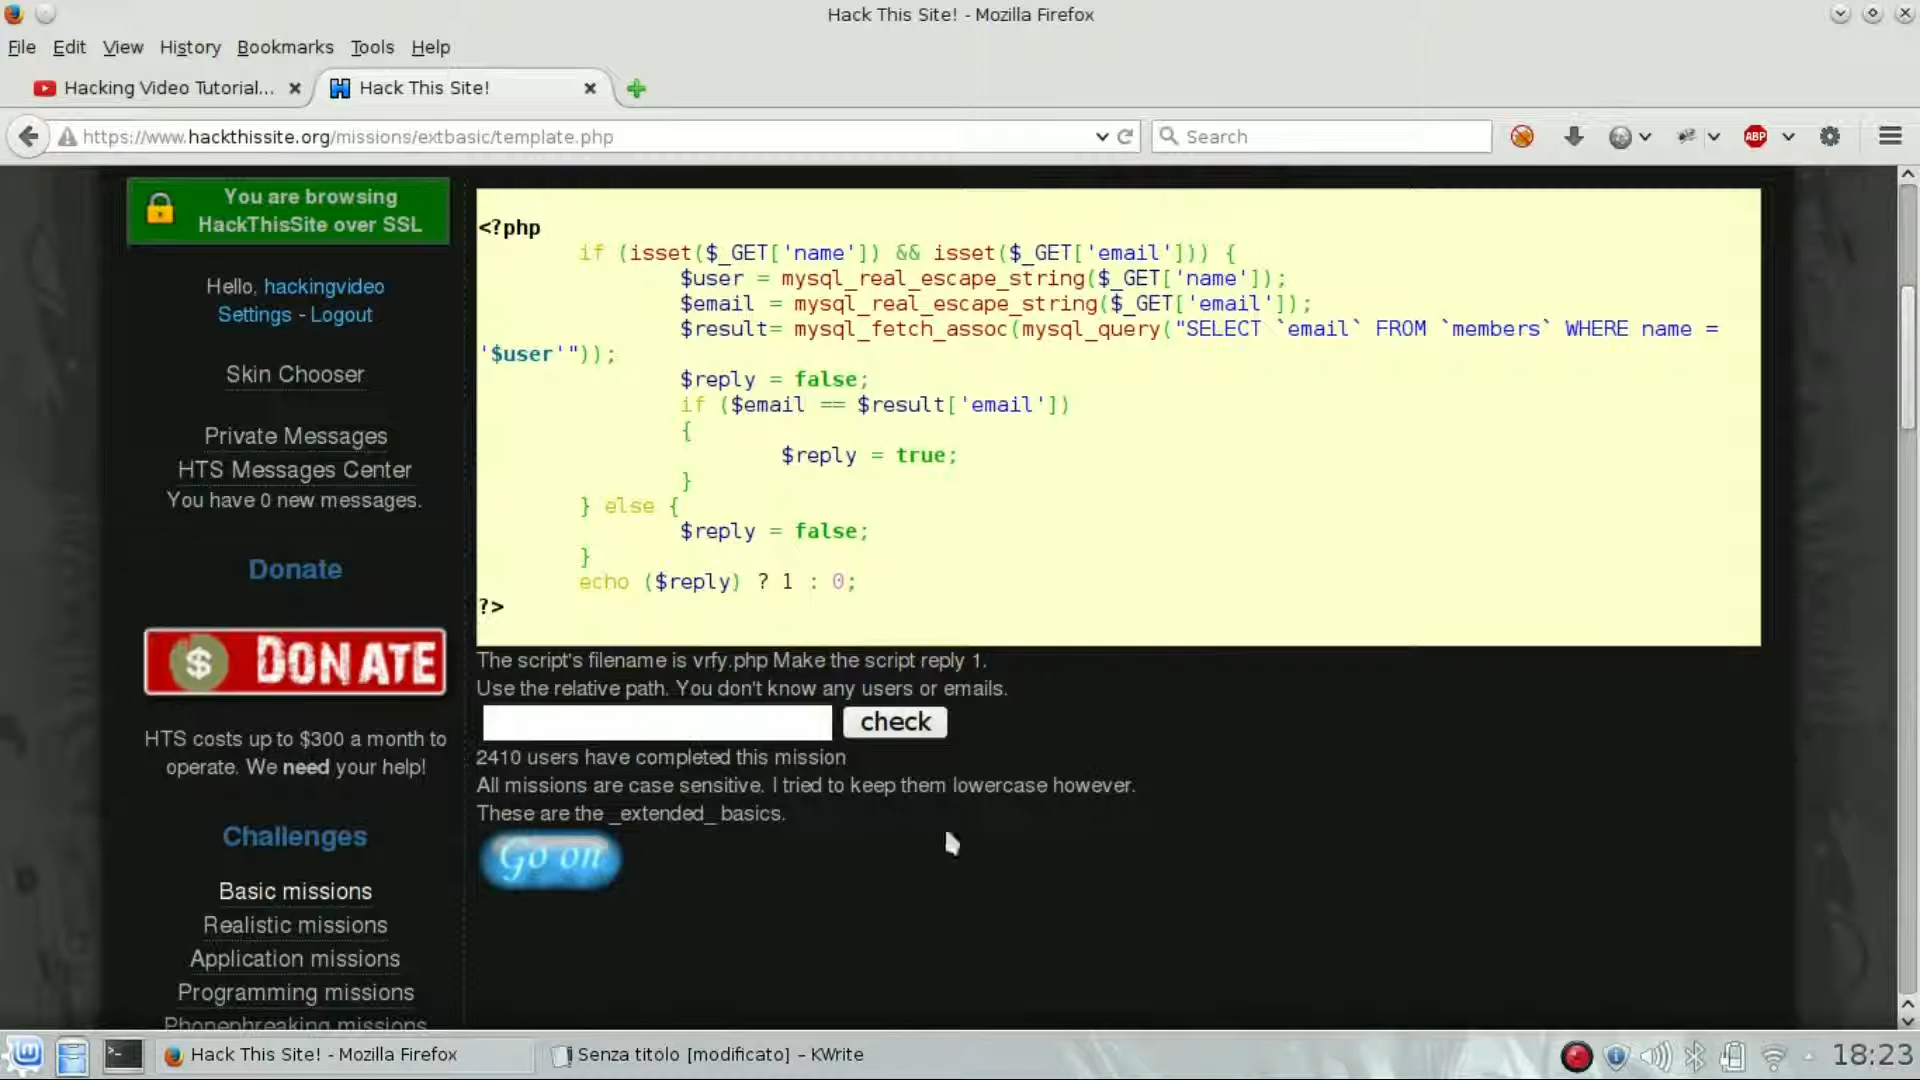 Hack This Site! - Mozilla Firefox
File Edit View History Bookmarks Tools Help
Hacking Video Tutorial... Hack This Site!
https://www.hackthissite.org/missions/extbasic/template.php Search ABP
You are browsing
HackThisSite over SSL
Hello, hackingvideo
Settings - Logout
Skin Chooser
Private Messages
HTS Messages Center
You have 0 new messages.
Donate
$ DONATE
HTS costs up to $300 a month to
operate. We need your help!
Challenges
Basic missions
Realistic missions
Application missions
Programming missions
Phonephreaking missions
<?php
if (isset($_GET['name']) && isset($_GET['email'])) {
$user = mysql_real_escape_string($_GET['name']);
$email = mysql_real_escape_string($_GET['email']);
$result= mysql_fetch_assoc(mysql_query("SELECT `email` FROM `members` WHERE name =
'$user'"));
$reply = false;
if ($email == $result['email'])
{
$reply = true;
}
} else {
$reply = false;
}
echo ($reply) ? 1 : 0;
?>
The script's filename is vrfy.php Make the script reply 1.
Use the relative path. You don't know any users or emails.
check
2410 users have completed this mission
All missions are case sensitive. I tried to keep them lowercase however.
These are the _extended_ basics.
Go on
Hack This Site! - Mozilla Firefox Senza titolo [modificato] – KWrite 18:23